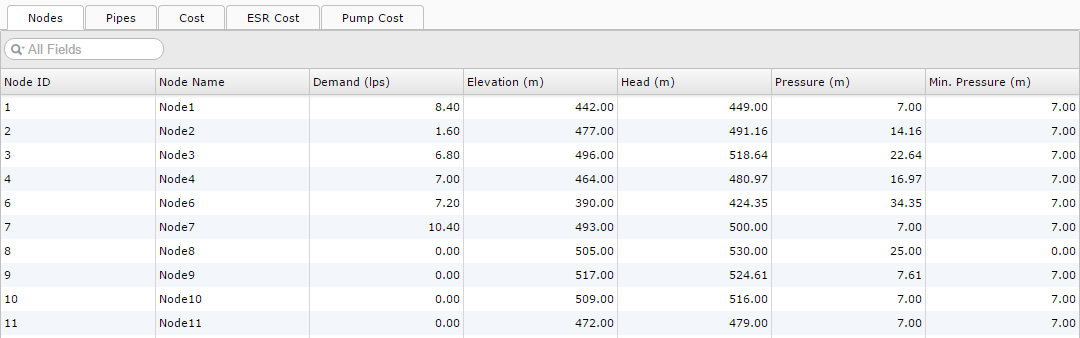 Nodes Pipes Cost ESR Cost Pump Cost
All Fields
Node ID Node Name Demand (lps) Elevation (m) Head (m) Pressure (m) Min. Pressure (m)
1 Node1 8.40 442.00 449.00 7.00 7.00
2 Node2 1.60 477.00 491.16 14.16 7.00
3 Node3 6.80 496.00 518.64 22.64 7.00
4 Node4 7.00 464.00 480.97 16.97 7.00
6 Node6 7.20 390.00 424.35 34.35 7.00
7 Node7 10.40 493.00 500.00 7.00 7.00
8 Node8 0.00 505.00 530.00 25.00 0.00
9 Node9 0.00 517.00 524.61 7.61 7.00
10 Node10 0.00 509.00 516.00 7.00 7.00
11 Node11 0.00 472.00 479.00 7.00 7.00